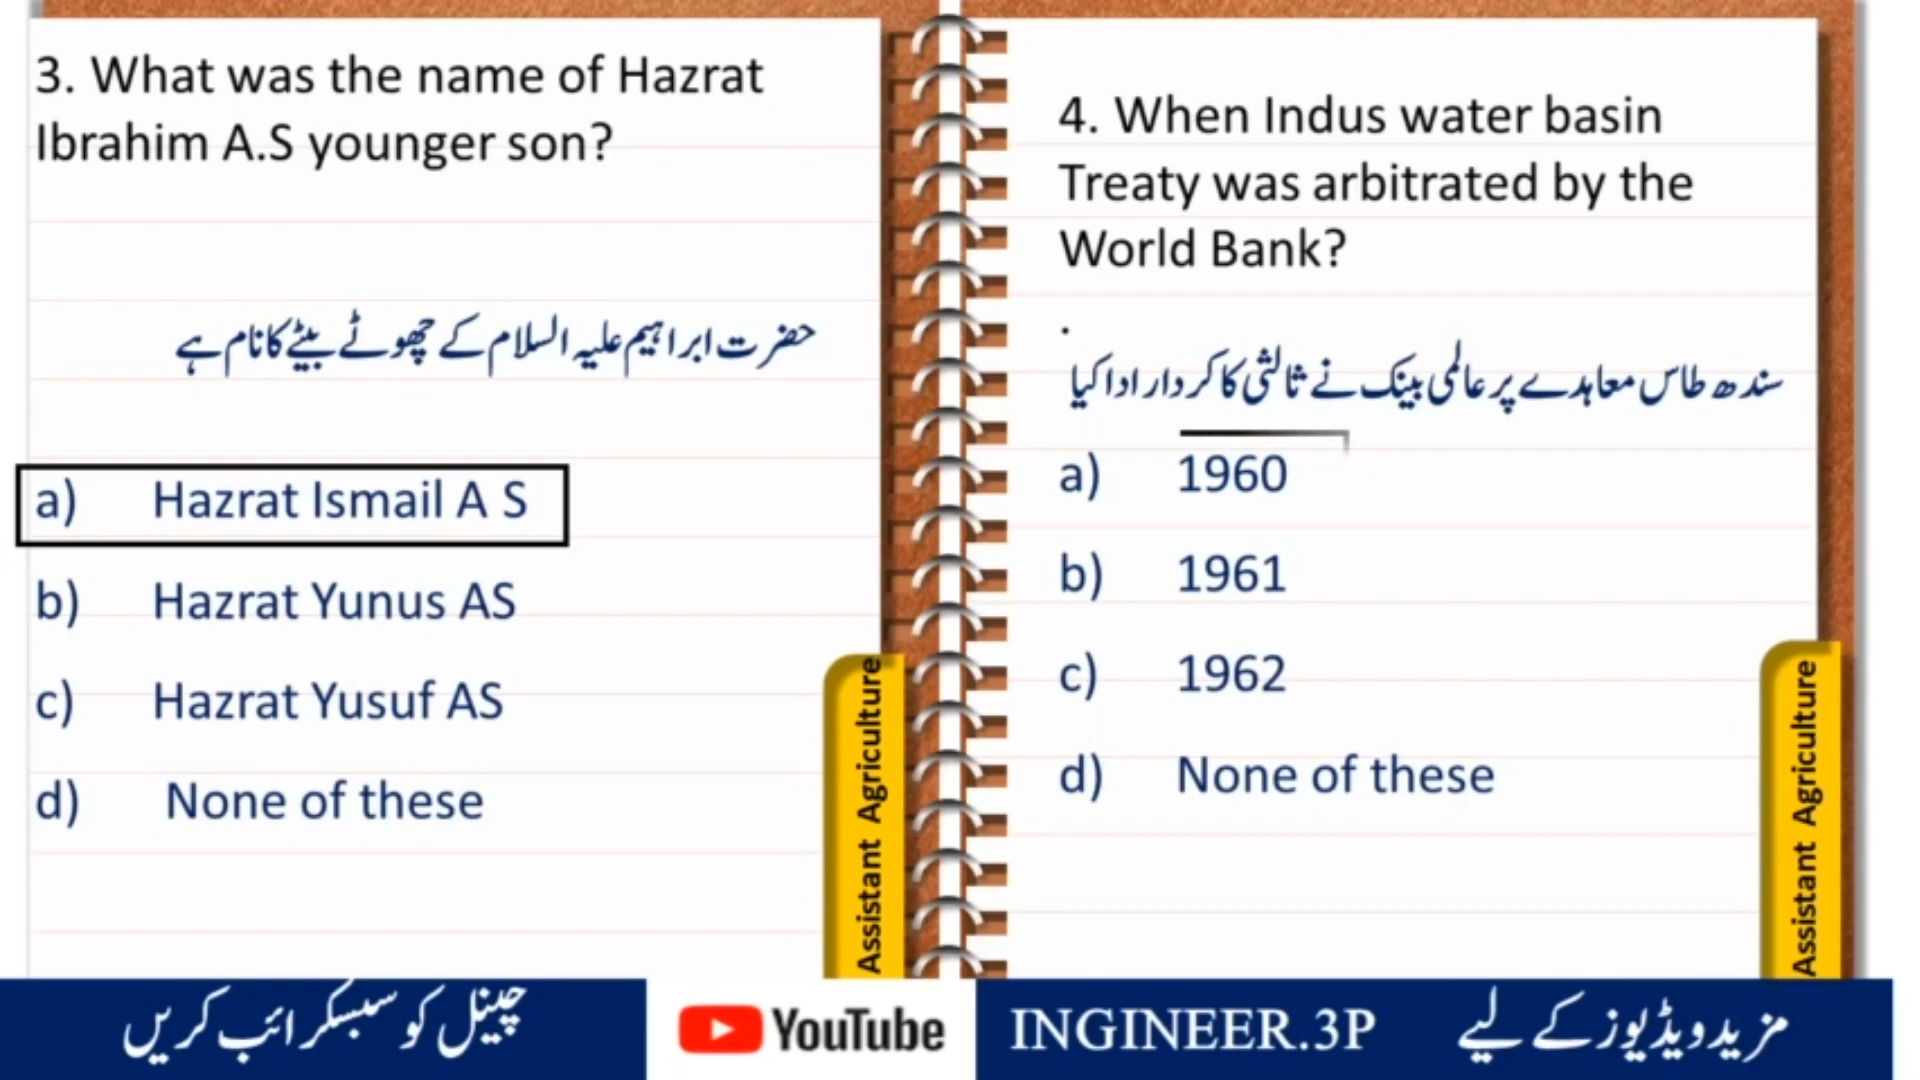 3. What was the name of Hazrat
Ibrahim A.S younger son?
حضرت ابراہیم علیہ السلام کے چھوٹے بیٹے کا نام ہے
a) Hazrat Ismail A S
b) Hazrat Yunus AS
c) Hazrat Yusuf AS
d) None of these
Assistant Agriculture
4. When Indus water basin
Treaty was arbitrated by the
World Bank?
.
سندھ طاس معاہدے پر عالمی بینک نے ثالثی کا کردار ادا کیا
a) 1960
b) 1961
c) 1962
d) None of these
Assistant Agriculture
چینل کو سبسکرائب کریں
YouTube
INGINEER.3P
مزید ویڈیوز کے لیے